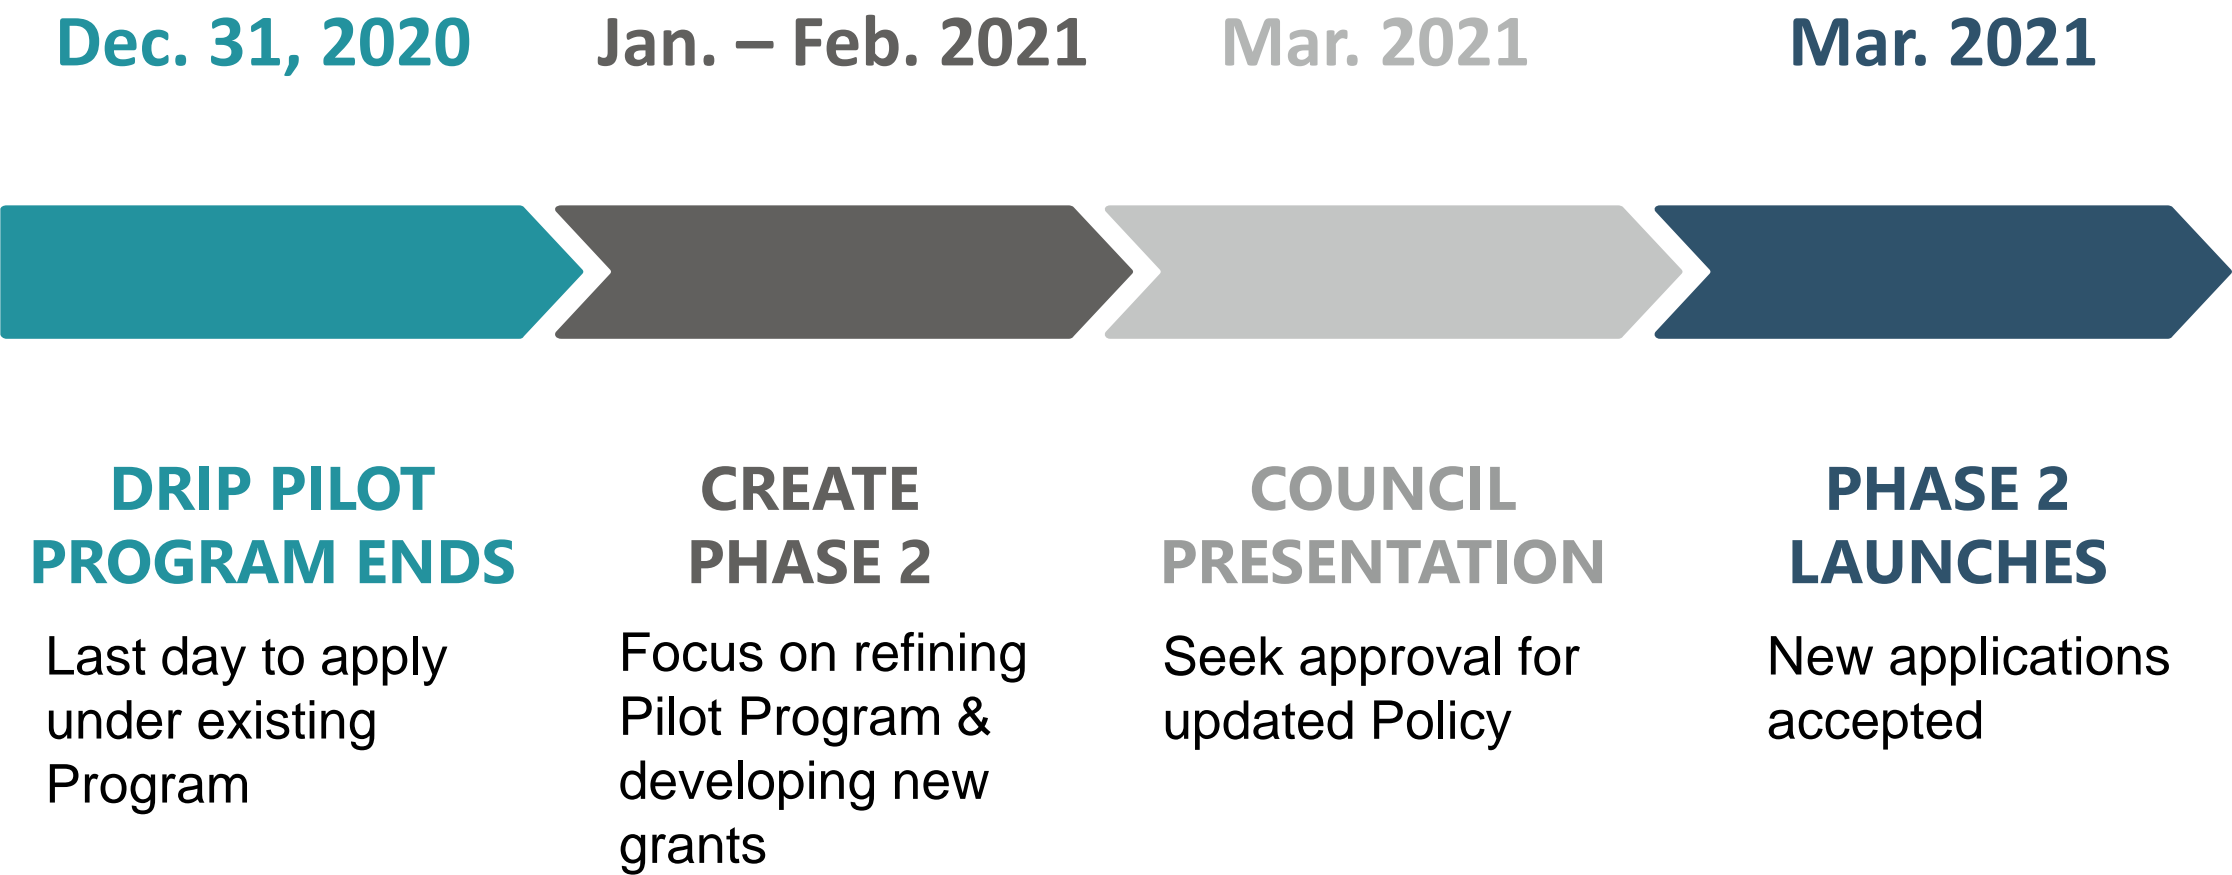 Dec. 31, 2020
Jan. – Feb. 2021
Mar. 2021
Mar. 2021
DRIP PILOT
PROGRAM ENDS
Last day to apply
under existing
Program
CREATE
PHASE 2
Focus on refining
Pilot Program &
developing new
grants
COUNCIL
PRESENTATION
Seek approval for
updated Policy
PHASE 2
LAUNCHES
New applications
accepted